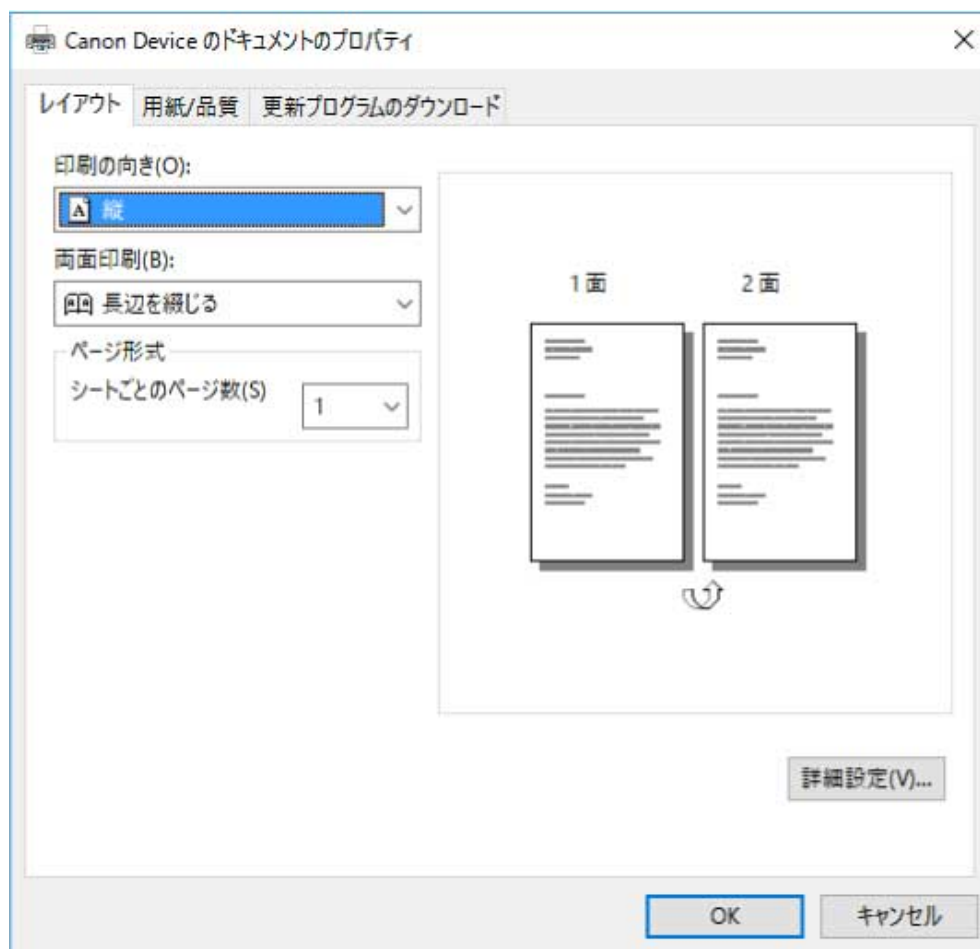 Canon Device のドキュメントのプロパティ
レイアウト 用紙/品質 更新プログラムのダウンロード
印刷の向き(O):
縦
両面印刷(B):
長辺を綴じる
ページ形式
シートごとのページ数(S) 1
1 面 2 面
詳細設定(V)...
OK キャンセル